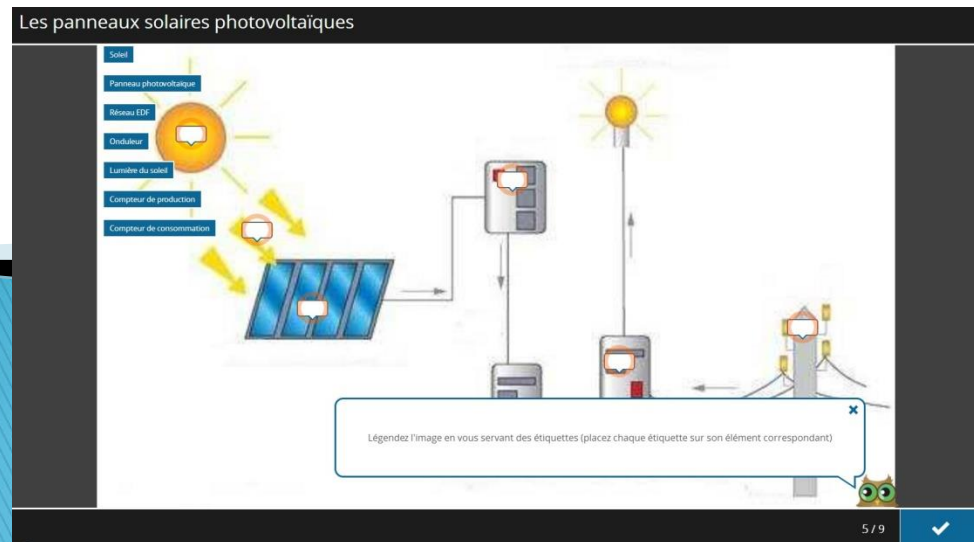 Les panneaux solaires photovoltaïques
Soleil
Panneau photovoltaïque
Réseau EDF
Onduleur
Lumière du soleil
Compteur de production
Compteur de consommation
Légendez l'image en vous servant des étiquettes (placez chaque étiquette sur son élément correspondant)
5 / 9